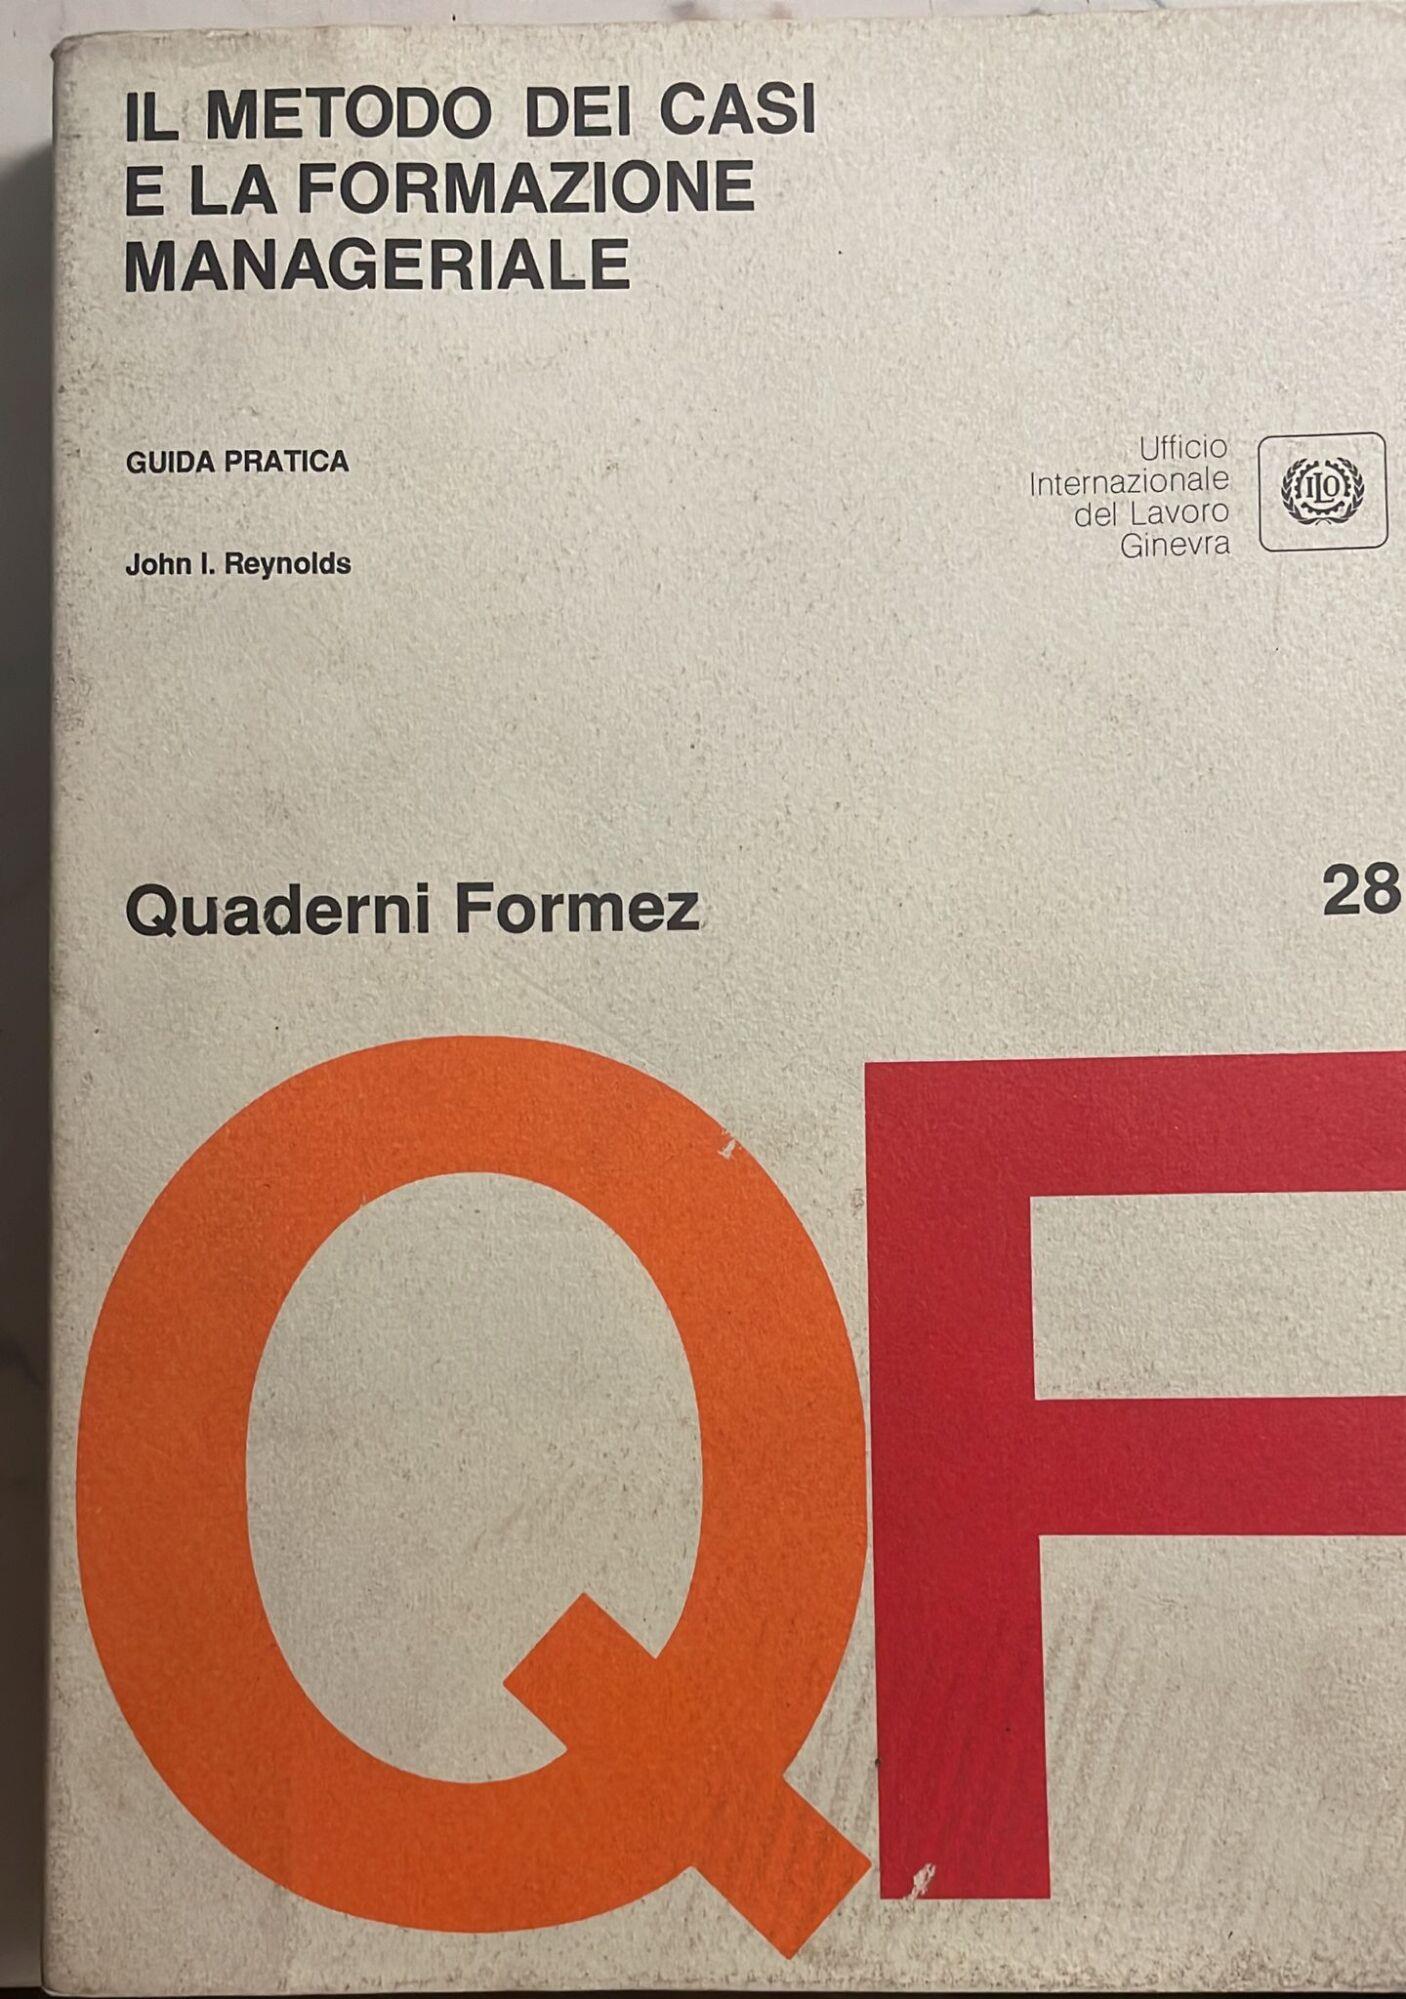 IL METODO DEI CASI
E LA FORMAZIONE
MANAGERIALE
GUIDA PRATICA
John I. Reynolds
Ufficio
Internazionale
del Lavoro
Ginevra
ILO
Quaderni Formez
28
QF